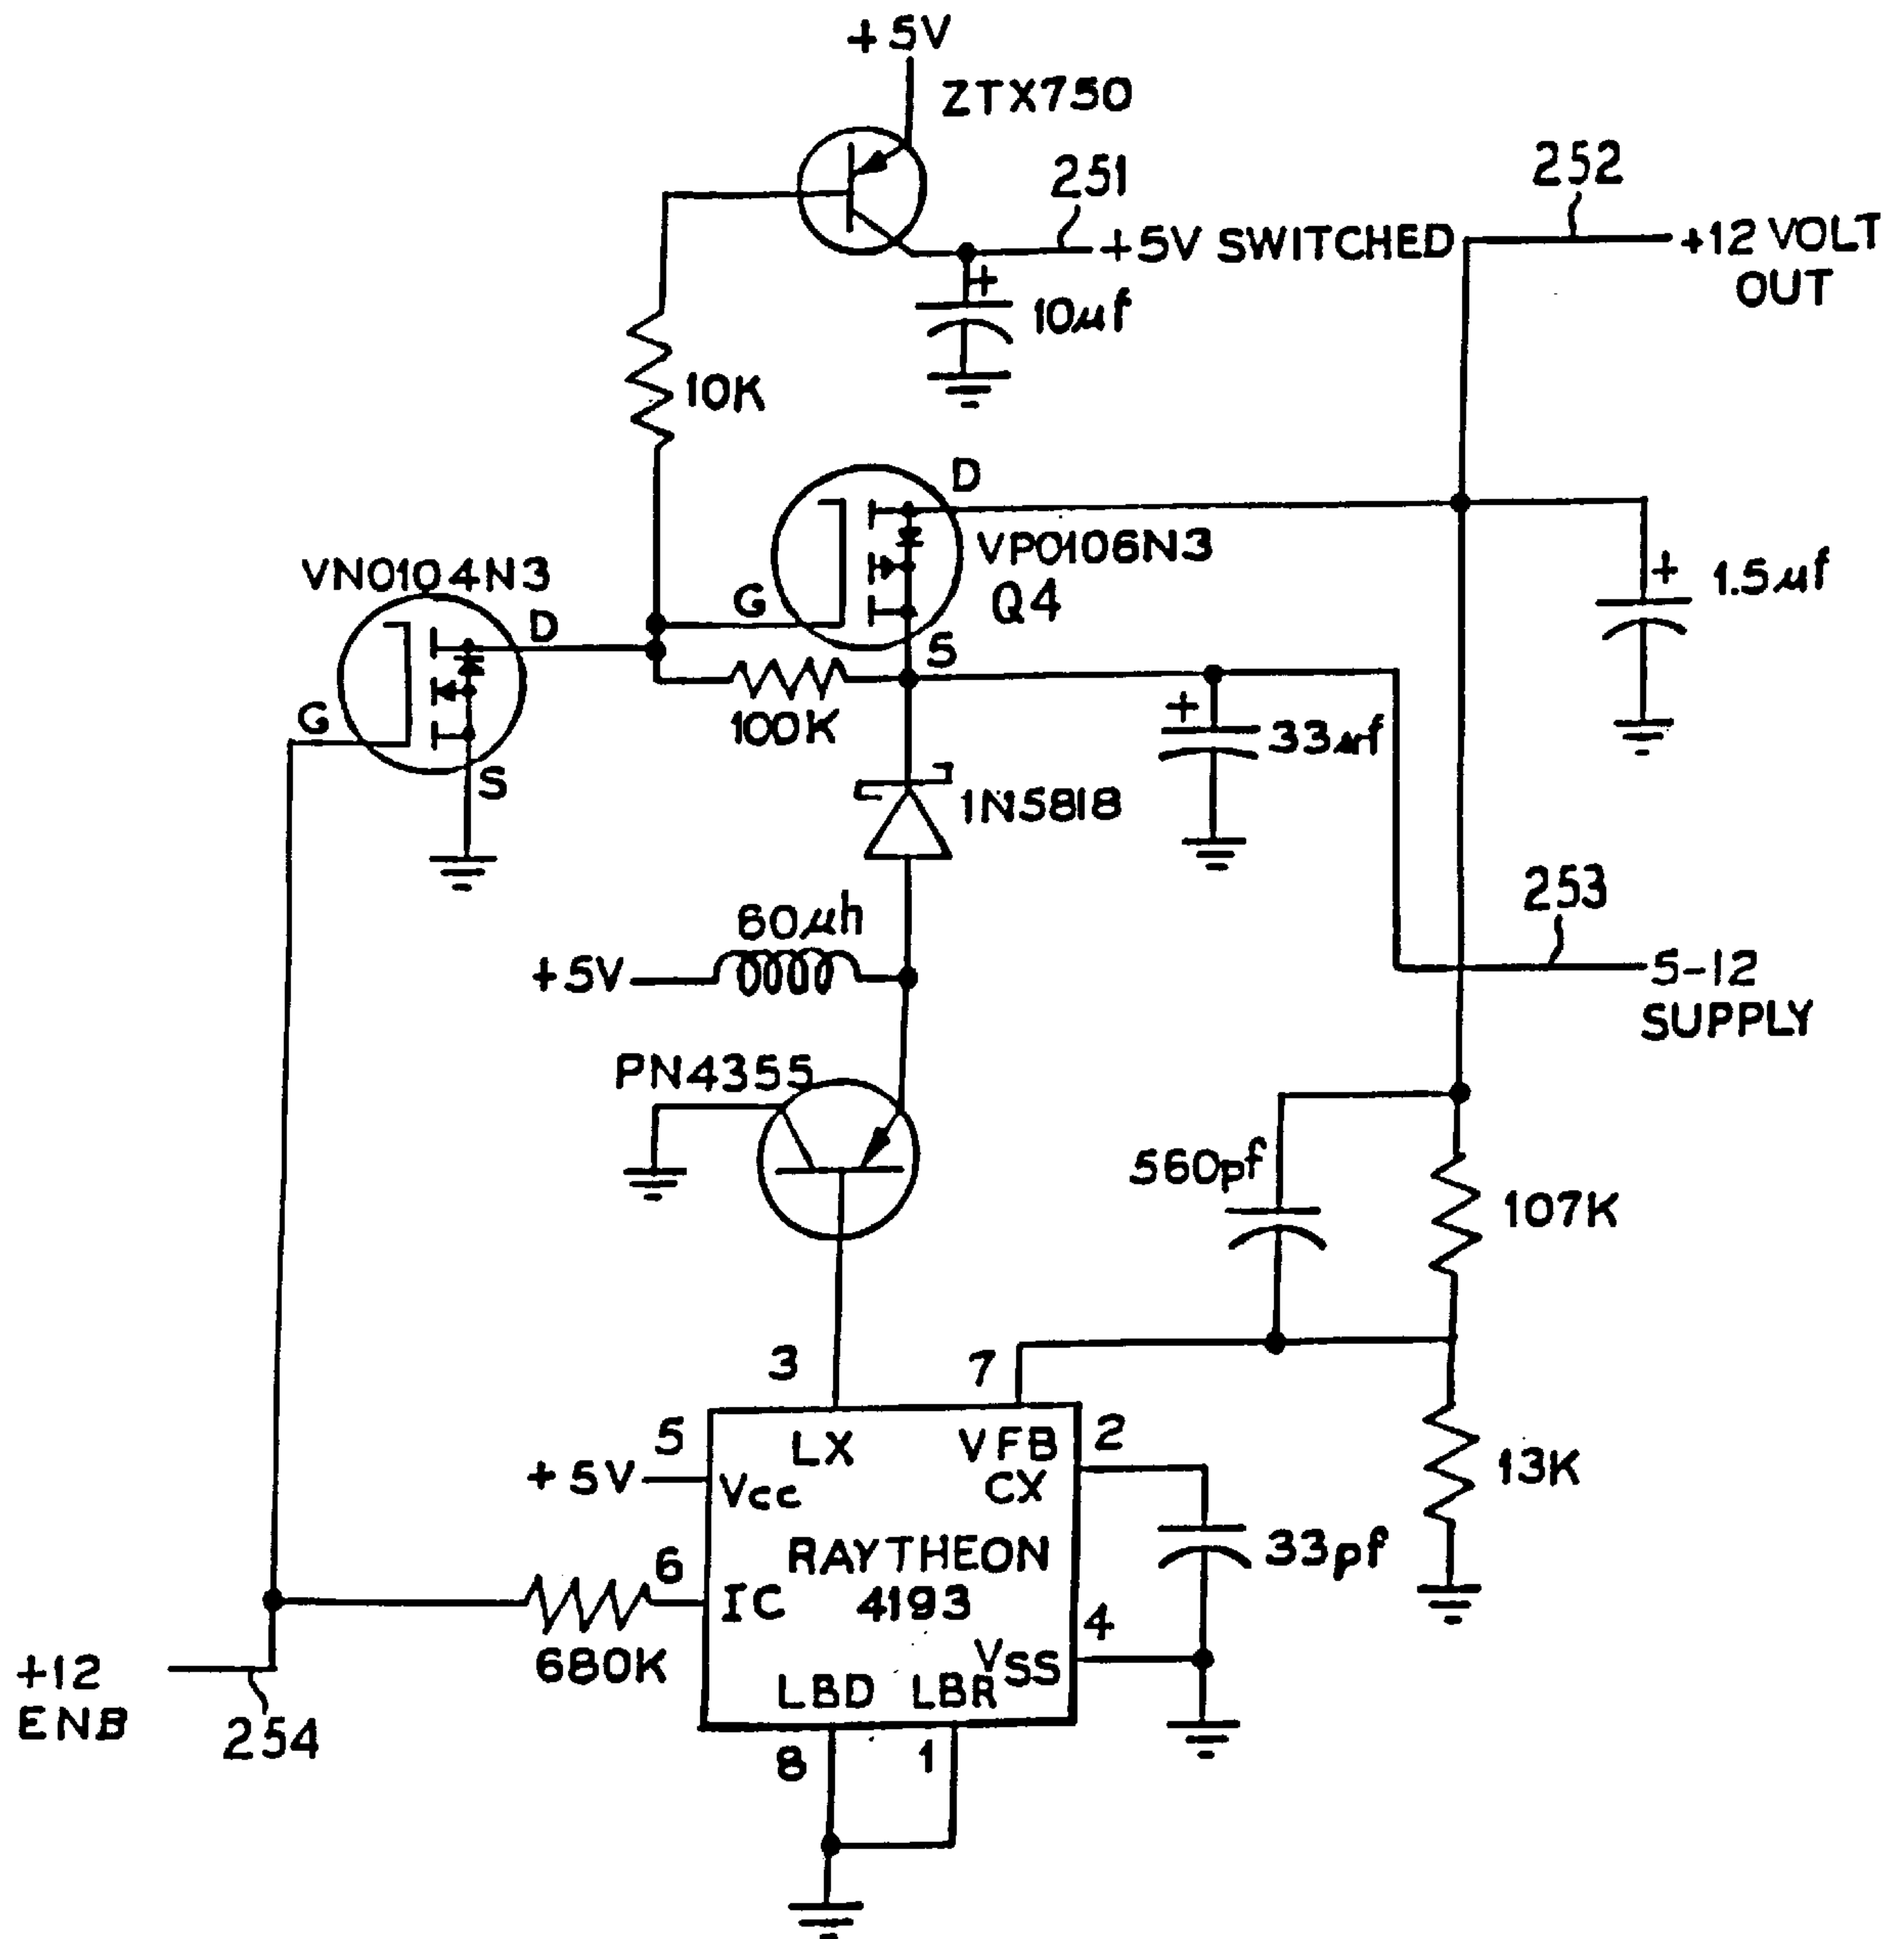 +5V
ZTX750
251
252
+5V SWITCHED
+12 VOLT
OUT
10μf
10K
D
VP0106N3
Q4
G
S
VN0104N3
D
G
S
1.5μf
100K
33μf
1N5818
253
60μh
+5V
5-12
SUPPLY
PN4355
560pf
107K
3
7
5
LX
VFB
2
+5V
Vcc
CX
13K
RAYTHEON
4193
33pf
6
IC
4
680K
VSS
LBD
LBR
+12
ENB
254
8
1